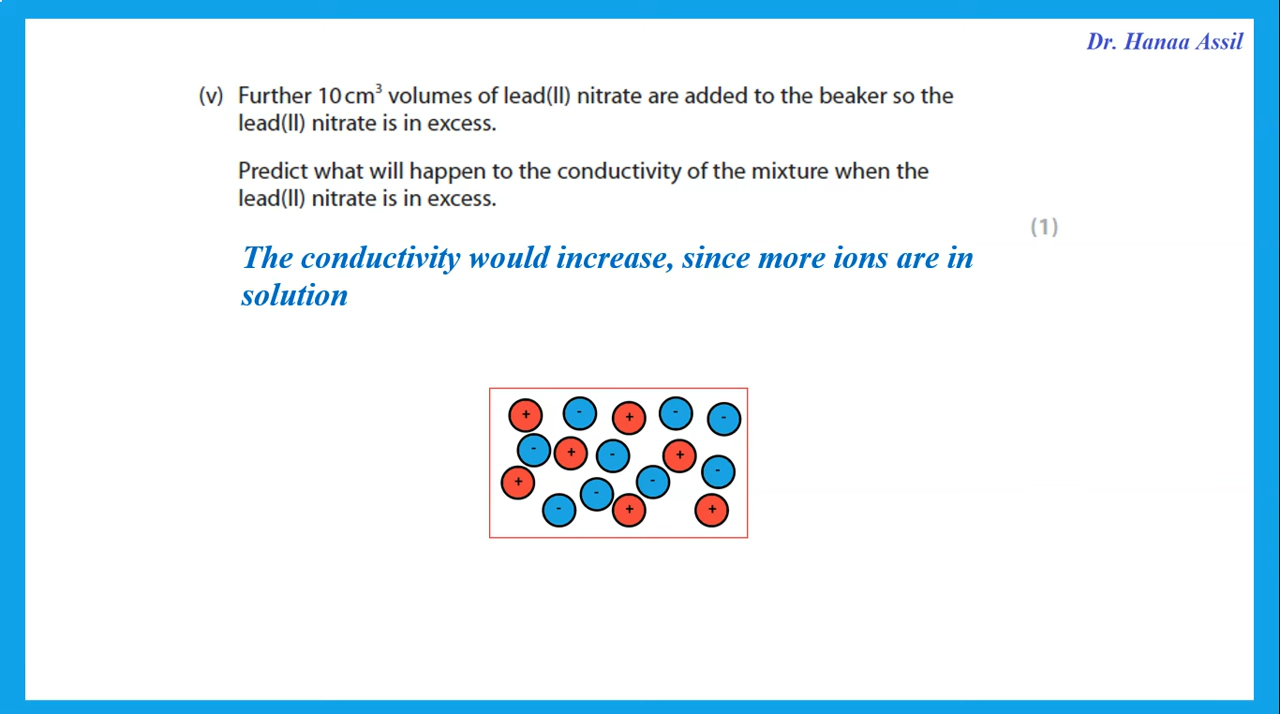 Dr. Hanaa Assil
(v) Further 10 cm³ volumes of lead(II) nitrate are added to the beaker so the
lead(II) nitrate is in excess.
Predict what will happen to the conductivity of the mixture when the
lead(II) nitrate is in excess.
(1)
The conductivity would increase, since more ions are in
solution
+ - + - -
- + - +
+ - - -
- + +